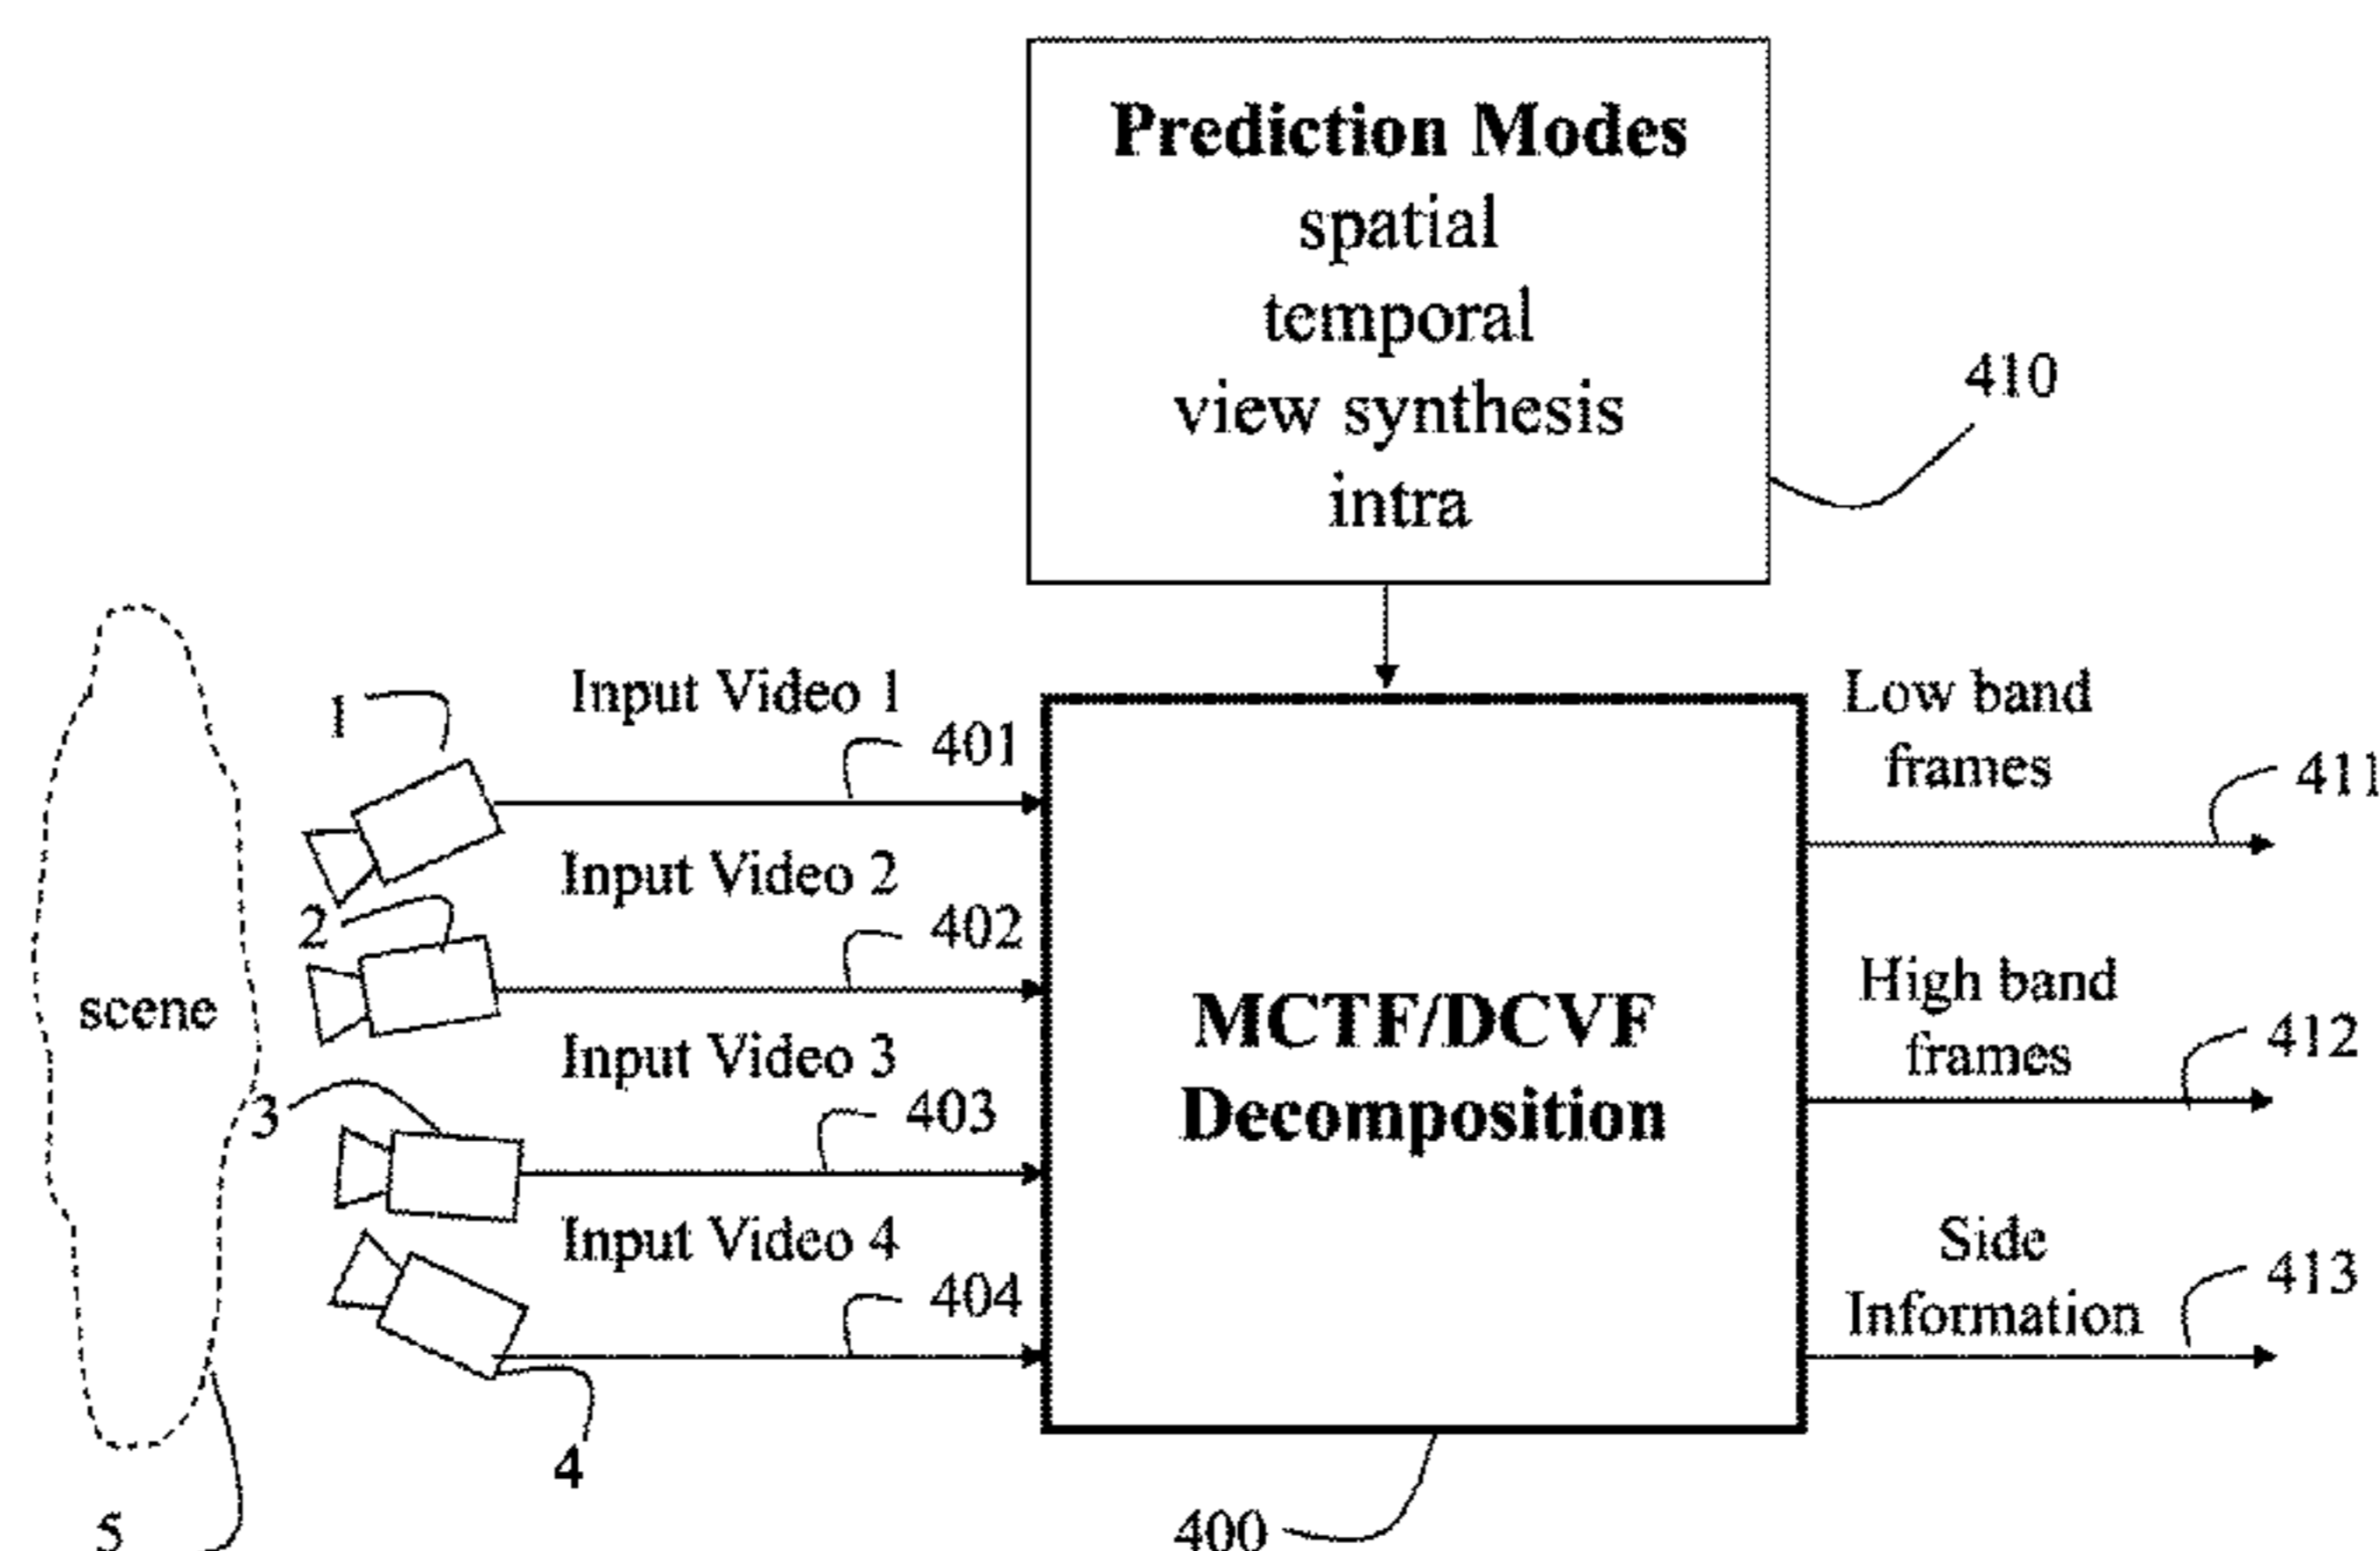 Prediction Modes
spatial
temporal
view synthesis
intra
410
1
Input Video 1
401
Low band
frames
411
Input Video 2
2
402
High band
frames
412
scene
MCTF/DCVF
Decomposition
Input Video 3
3
403
Side
Information
413
Input Video 4
404
4
5
400